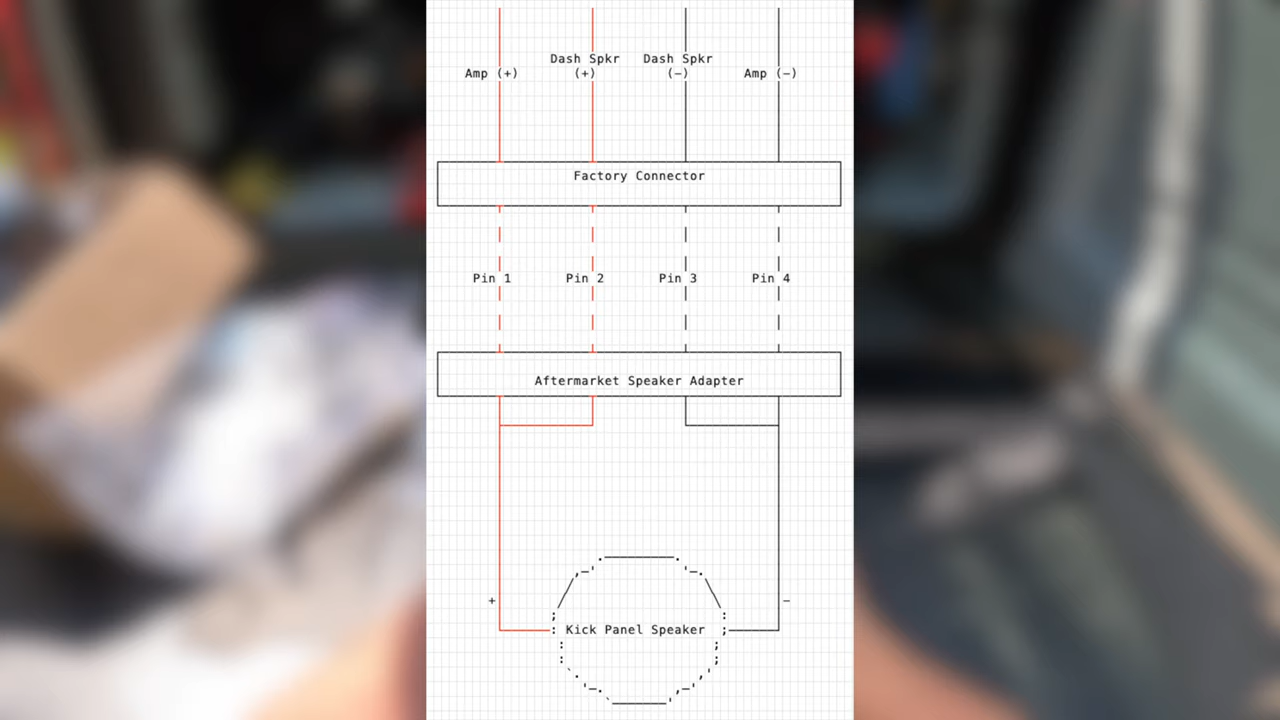 Dash Spkr Dash Spkr
Amp (+) (+) (-) Amp (-)
Factory Connector
Pin 1 Pin 2 Pin 3 Pin 4
Aftermarket Speaker Adapter
+ -
Kick Panel Speaker